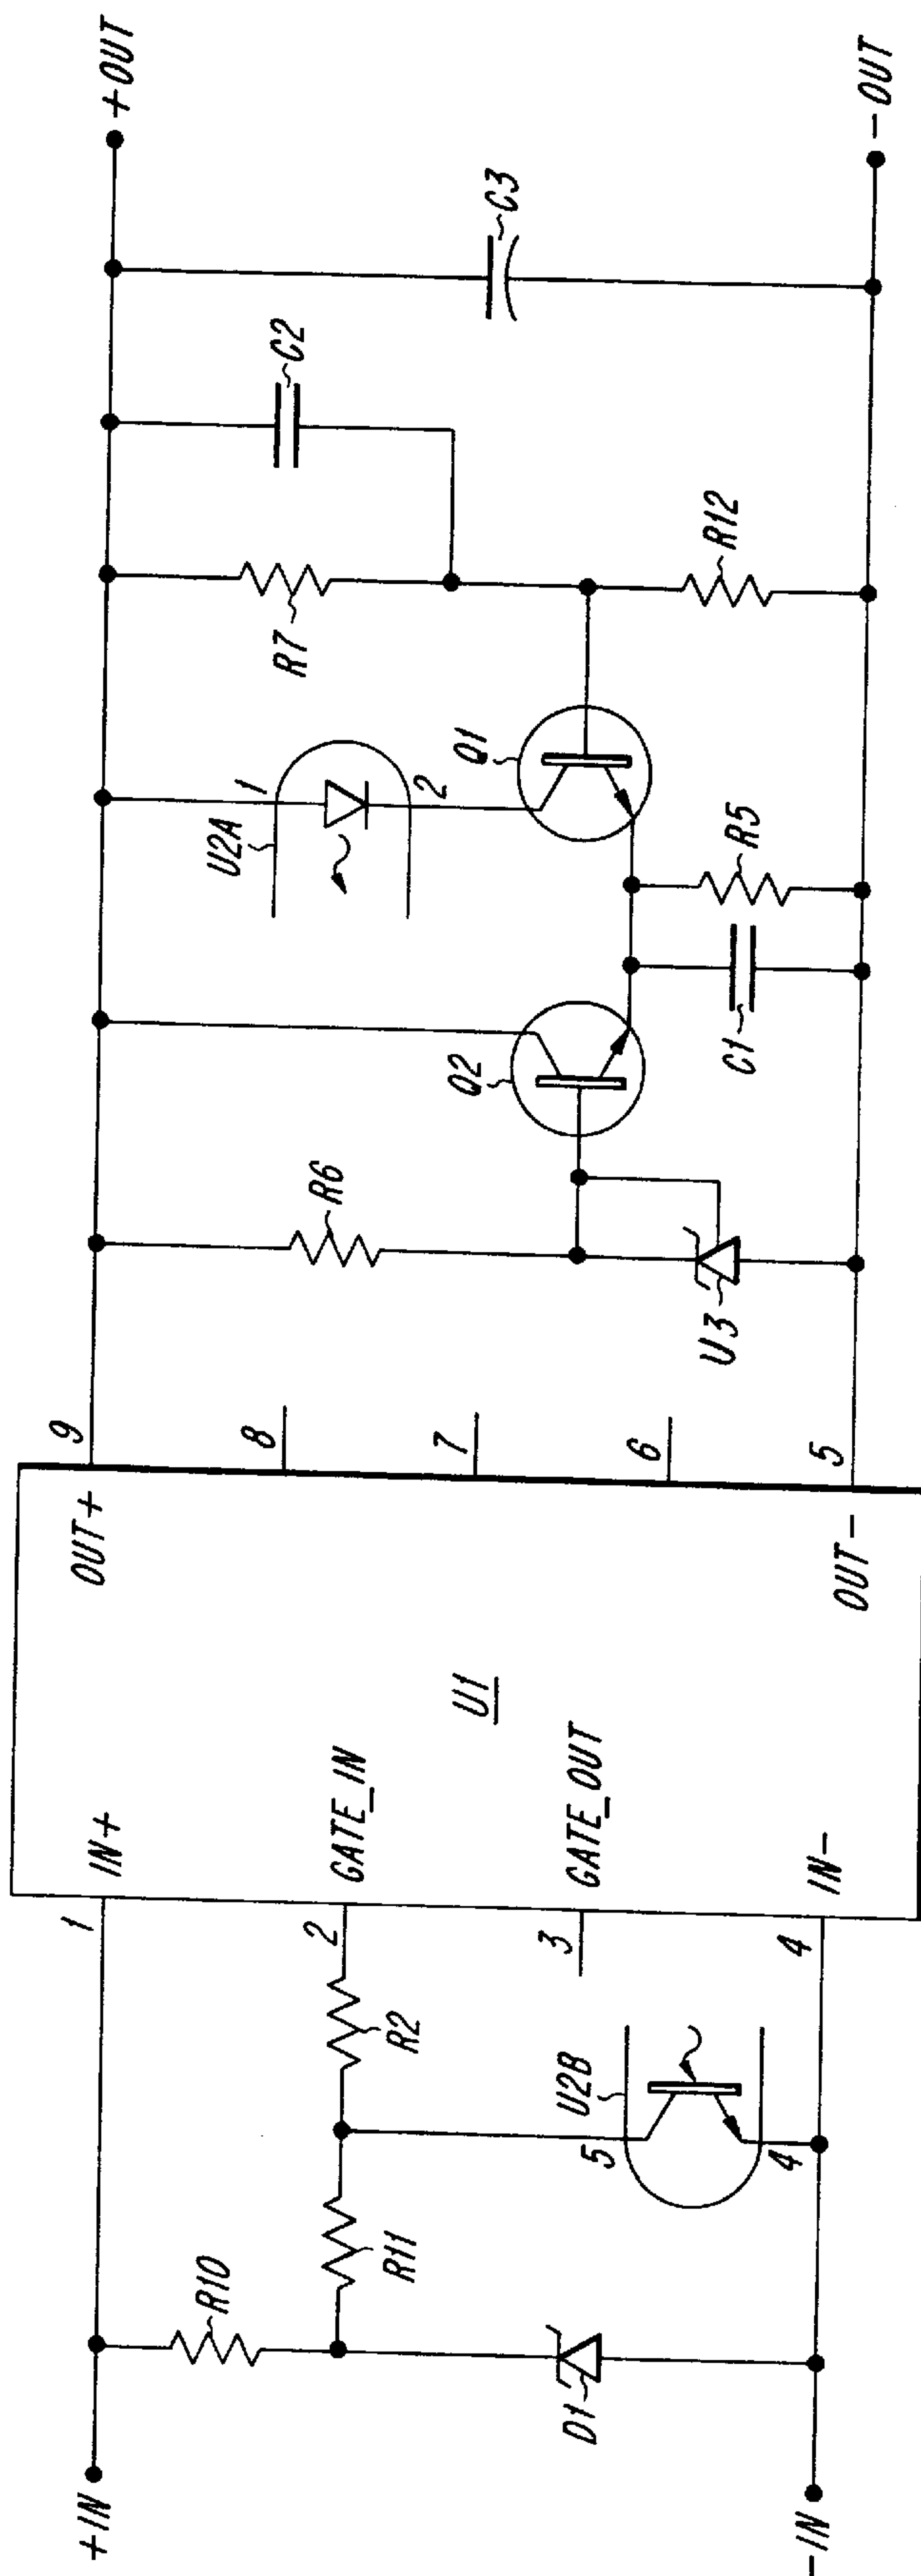 +IN
-IN
R10
D1
R11
R2
U2B
5
4
1
2
3
4
IN+
GATE_IN
GATE_OUT
IN-
U1
OUT+
OUT-
9
8
7
6
5
R6
U3
Q2
U2A
1
2
Q1
C1
R5
R7
R12
C2
C3
+OUT
-OUT